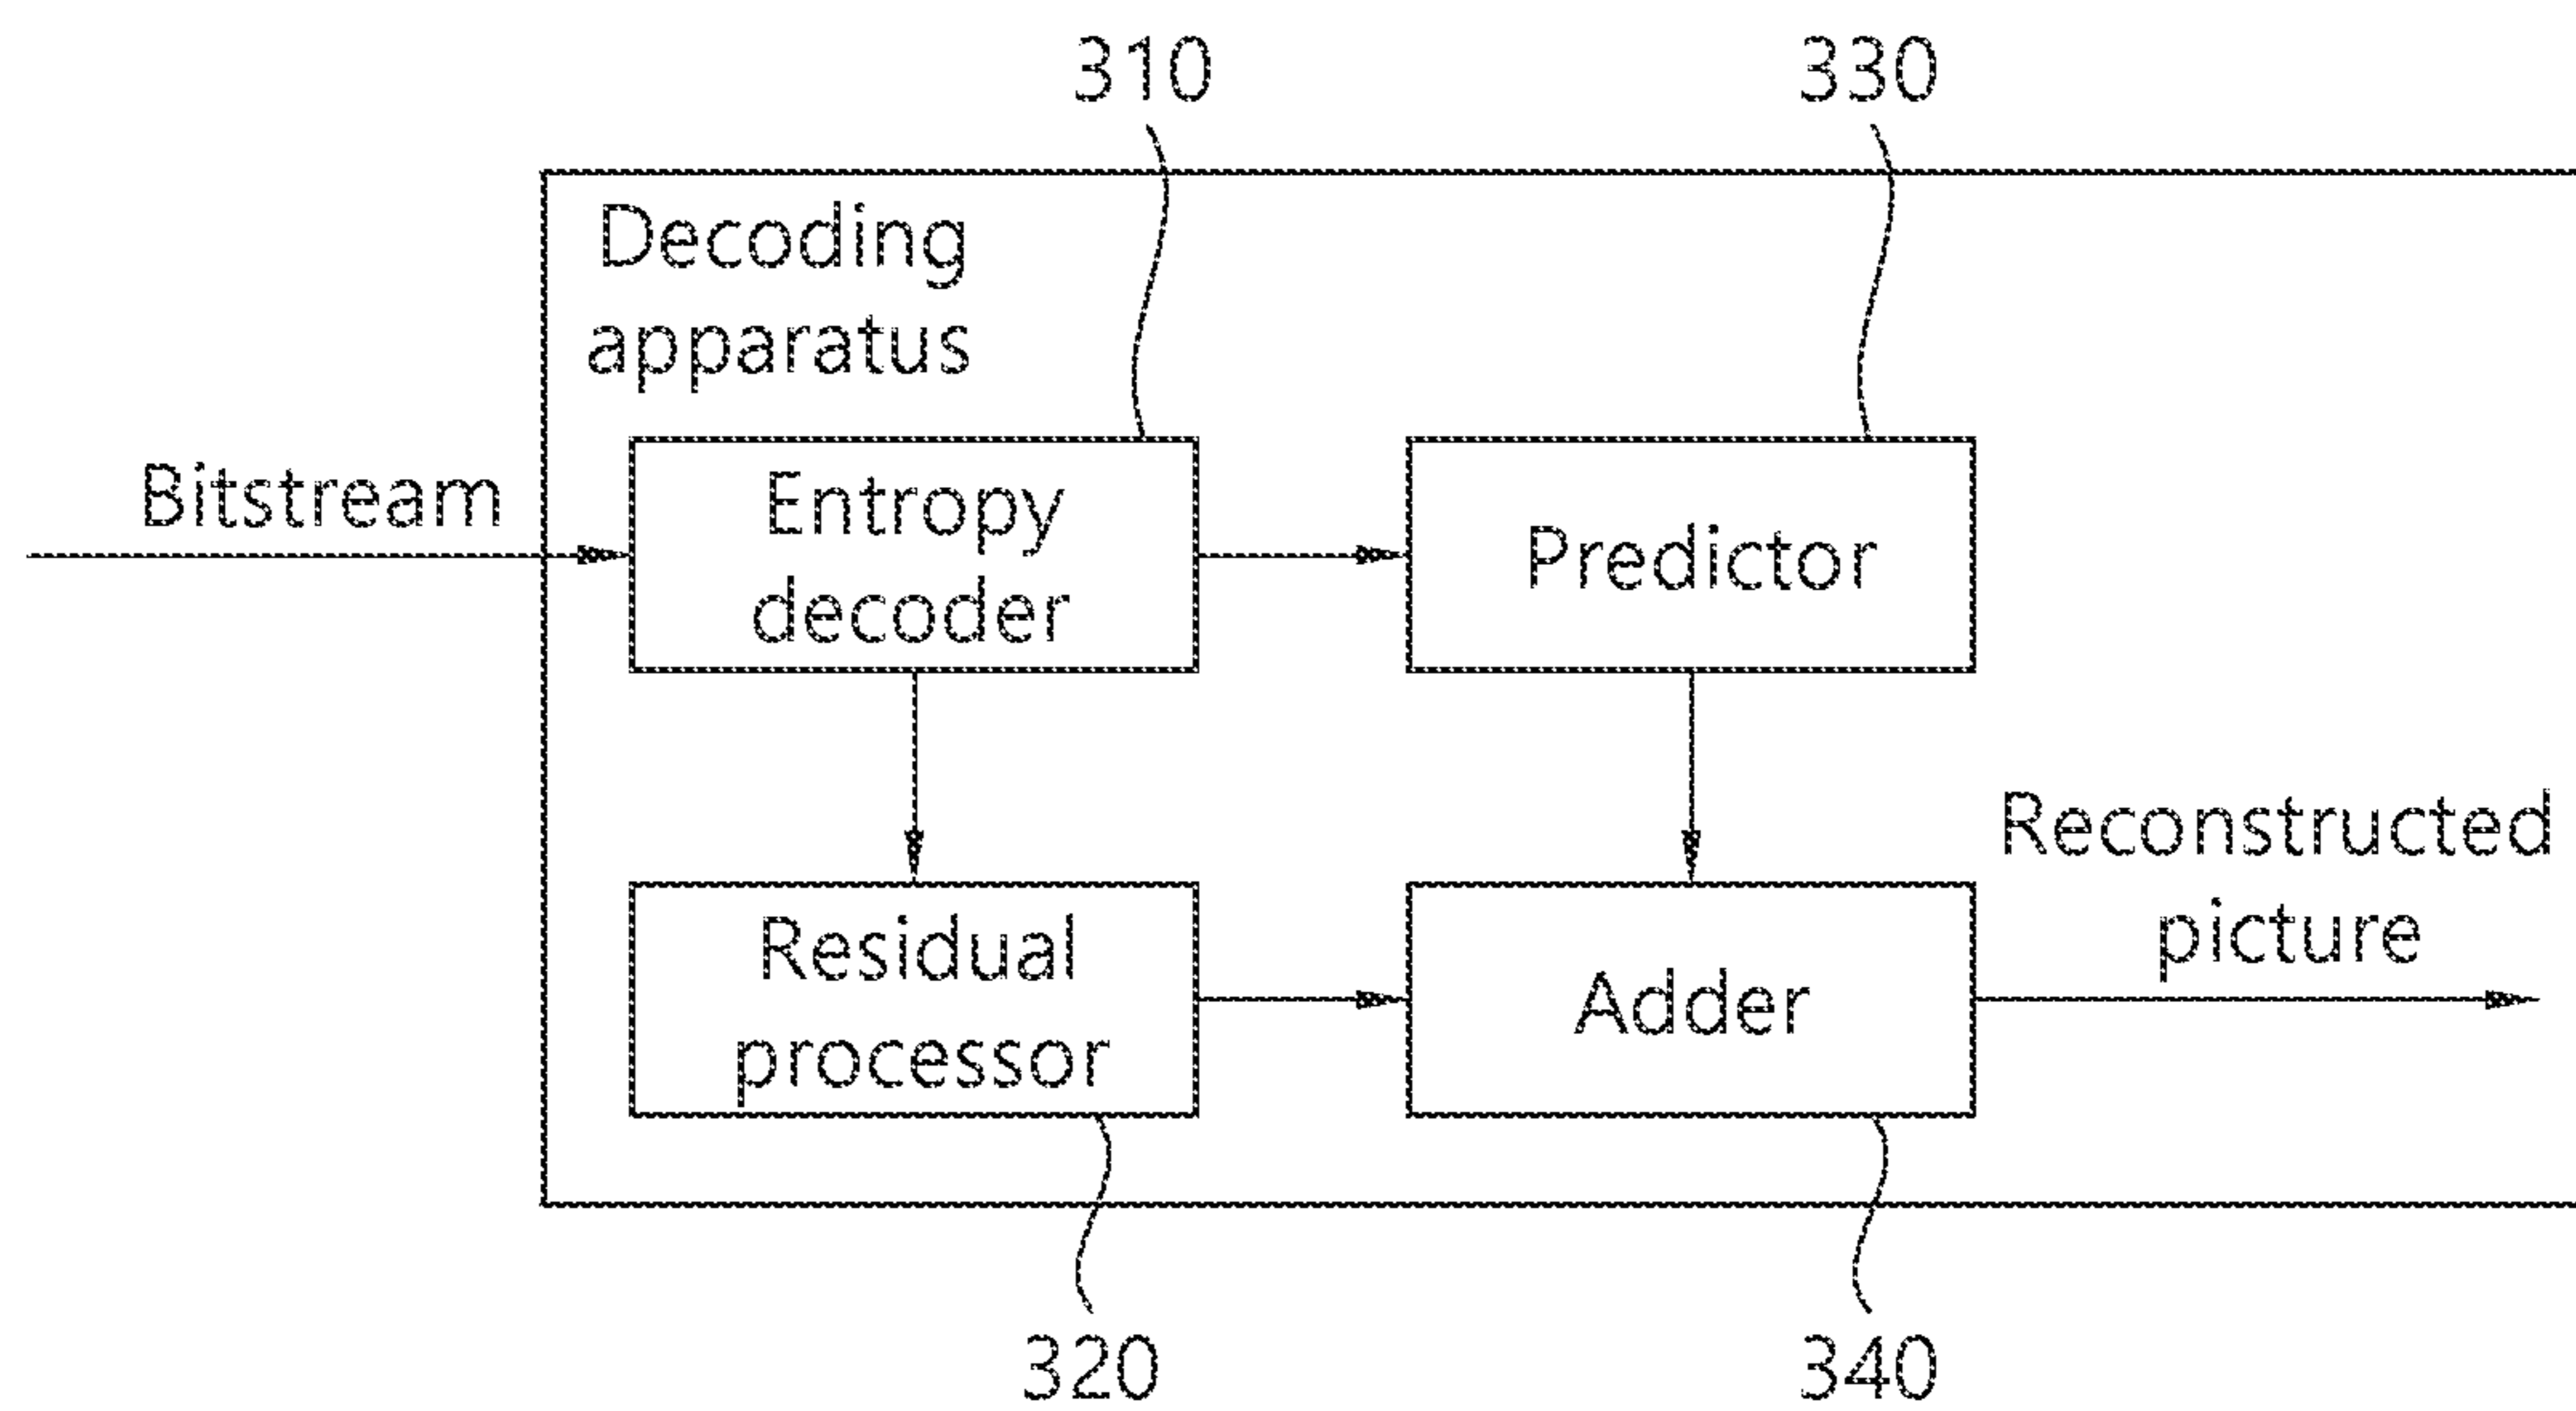 310
330
Decoding
apparatus
Bitstream
Entropy
decoder
Predictor
Reconstructed
picture
Residual
processor
Adder
320
340